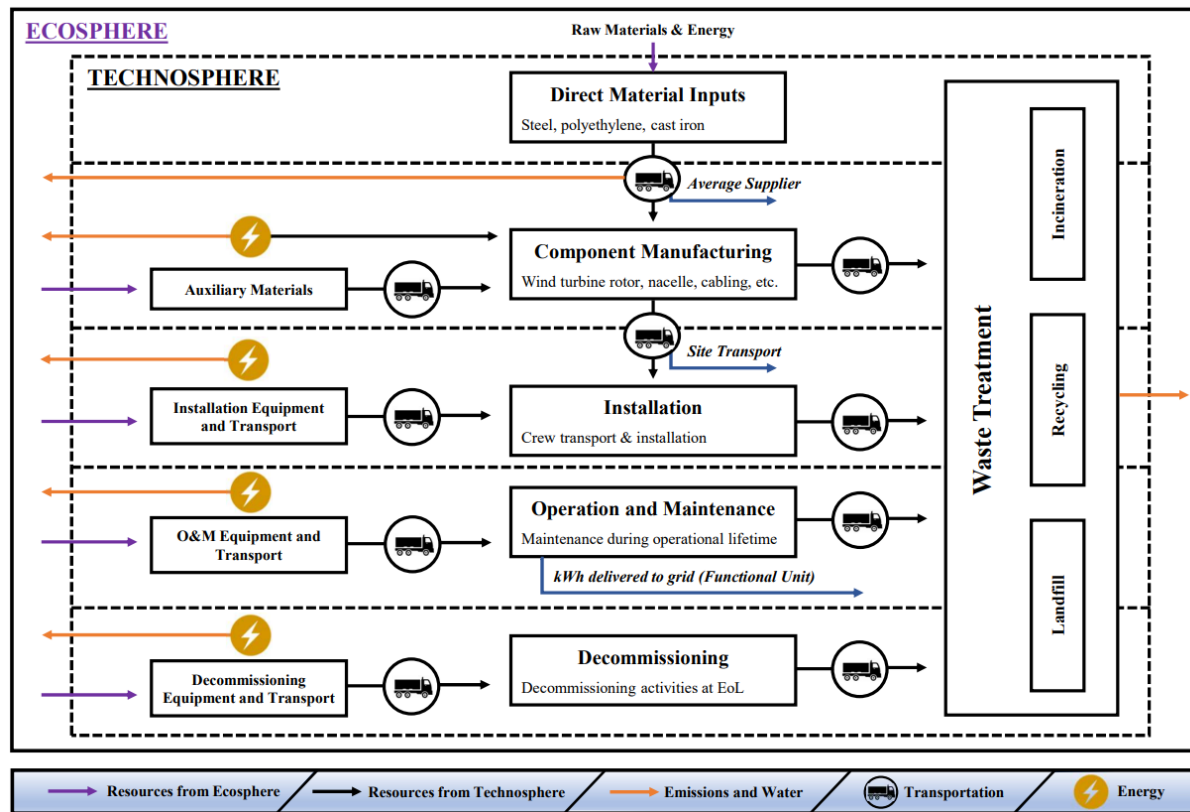 ECOSPHERE
Raw Materials & Energy
TECHNOSPHERE
Direct Material Inputs
Steel, polyethylene, cast iron
Average Supplier
Component Manufacturing
Wind turbine rotor, nacelle, cabling, etc.
Auxiliary Materials
Site Transport
Installation Equipment
and Transport
Installation
Crew transport & installation
O&M Equipment and
Transport
Operation and Maintenance
Maintenance during operational lifetime
kWh delivered to grid (Functional Unit)
Decommissioning
Equipment and Transport
Decommissioning
Decommissioning activities at EoL
Waste Treatment
Incineration
Recycling
Landfill
Resources from Ecosphere
Resources from Technosphere
Emissions and Water
Transportation
Energy